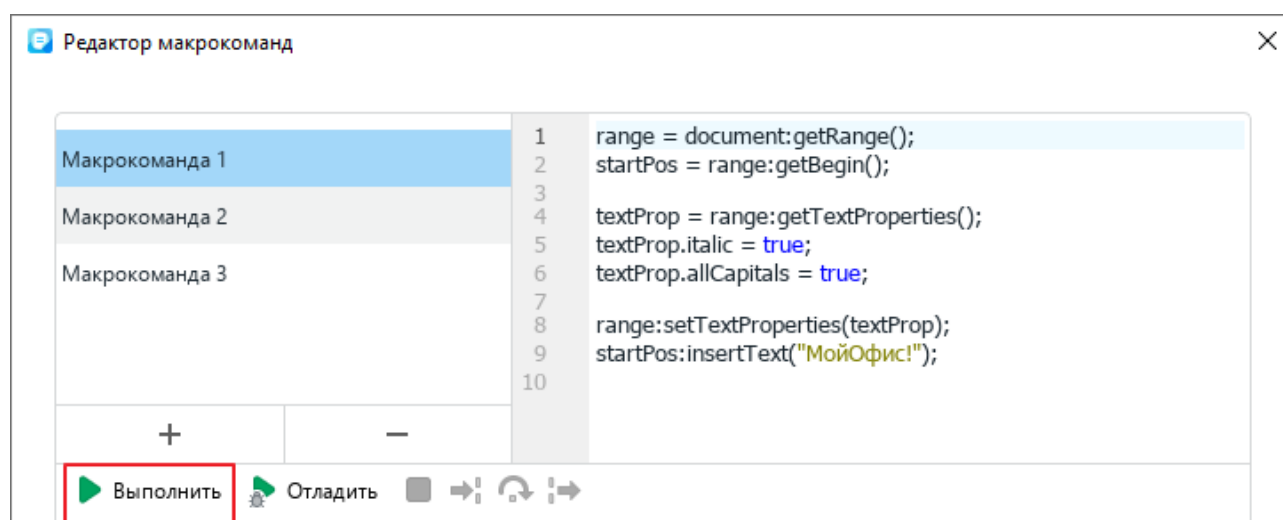 Редактор макрокоманд
Макрокоманда 1
Макрокоманда 2
Макрокоманда 3
1 range = document:getRange();
2 startPos = range:getBegin();
3
4 textProp = range:getTextProperties();
5 textProp.italic = true;
6 textProp.allCapitals = true;
7
8 range:setTextProperties(textProp);
9 startPos:insertText("МойОфис!");
10
+ −
Выполнить Отладить